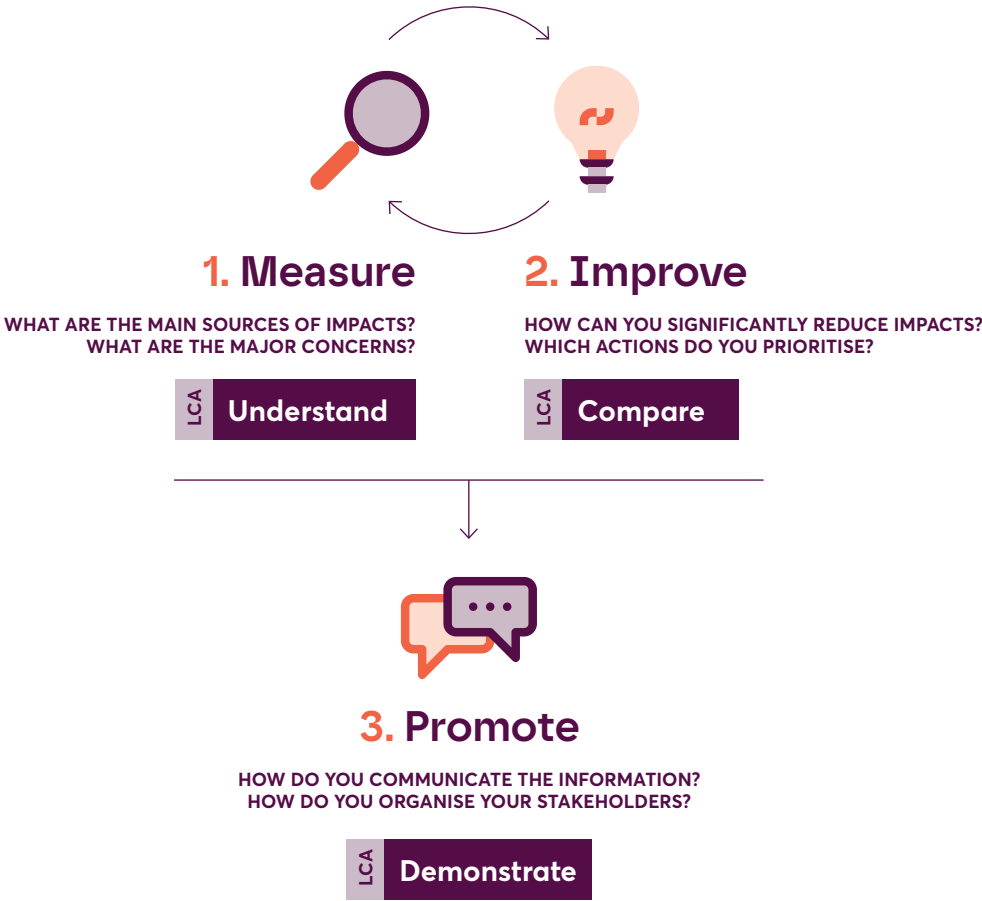 1. Measure
WHAT ARE THE MAIN SOURCES OF IMPACTS?
WHAT ARE THE MAJOR CONCERNS?
LCA
Understand
2. Improve
HOW CAN YOU SIGNIFICANTLY REDUCE IMPACTS?
WHICH ACTIONS DO YOU PRIORITISE?
LCA
Compare
3. Promote
HOW DO YOU COMMUNICATE THE INFORMATION?
HOW DO YOU ORGANISE YOUR STAKEHOLDERS?
LCA
Demonstrate